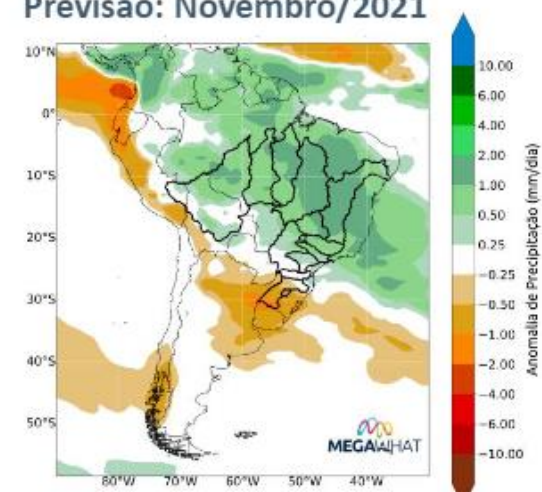 Previsão: Novembro/2021
10°N
0°
10°S
20°S
30°S
40°S
50°S
80°W 70°W 60°W 50°W 40°W
MEGAWHAT
10.00
6.00
4.00
2.00
1.00
0.50
0.25
−0.25
−0.50
−1.00
−2.00
−4.00
−6.00
−10.00
Anomalia de Precipitação (mm/dia)